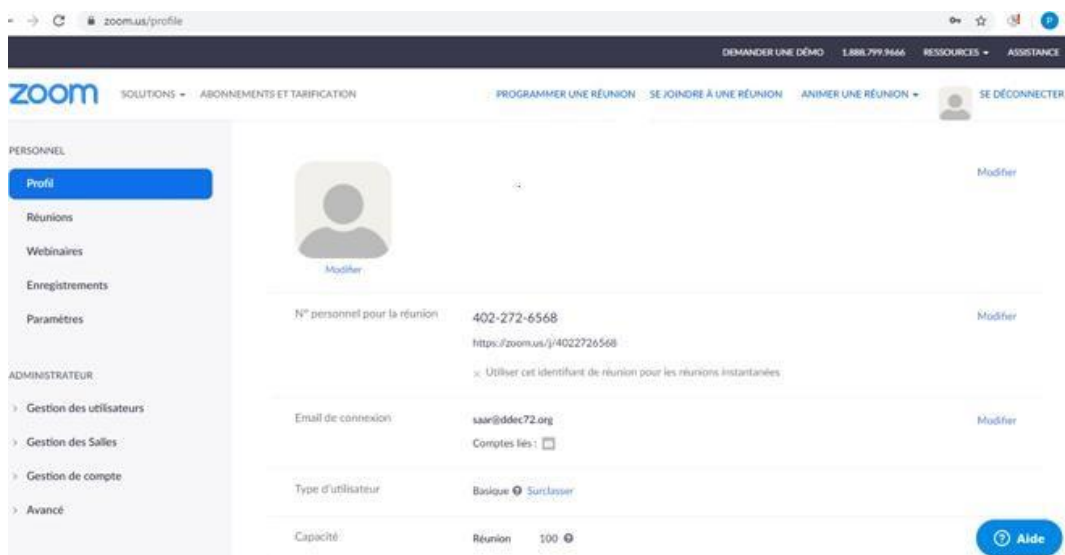 zoom.us/profile
P
DEMANDER UNE DÉMO 1.888.799.9666 RESSOURCES ASSISTANCE
zoom SOLUTIONS ABONNEMENTS ET TARIFICATION PROGRAMMER UNE RÉUNION SE JOINDRE À UNE RÉUNION ANIMER UNE RÉUNION SE DÉCONNECTER
PERSONNEL
Profil
Réunions
Webinaires
Enregistrements
Paramètres
ADMINISTRATEUR
Gestion des utilisateurs
Gestion des Salles
Gestion de compte
Avancé
Modifier
Modifier
N° personnel pour la réunion 402-272-6568 Modifier
https://zoom.us/j/4022726568
× Utiliser cet identifiant de réunion pour les réunions instantanées
Email de connexion saar@ddec72.org Modifier
Comptes liés :
Type d'utilisateur Basique Surclasser
Capacité Réunion 100
Aide